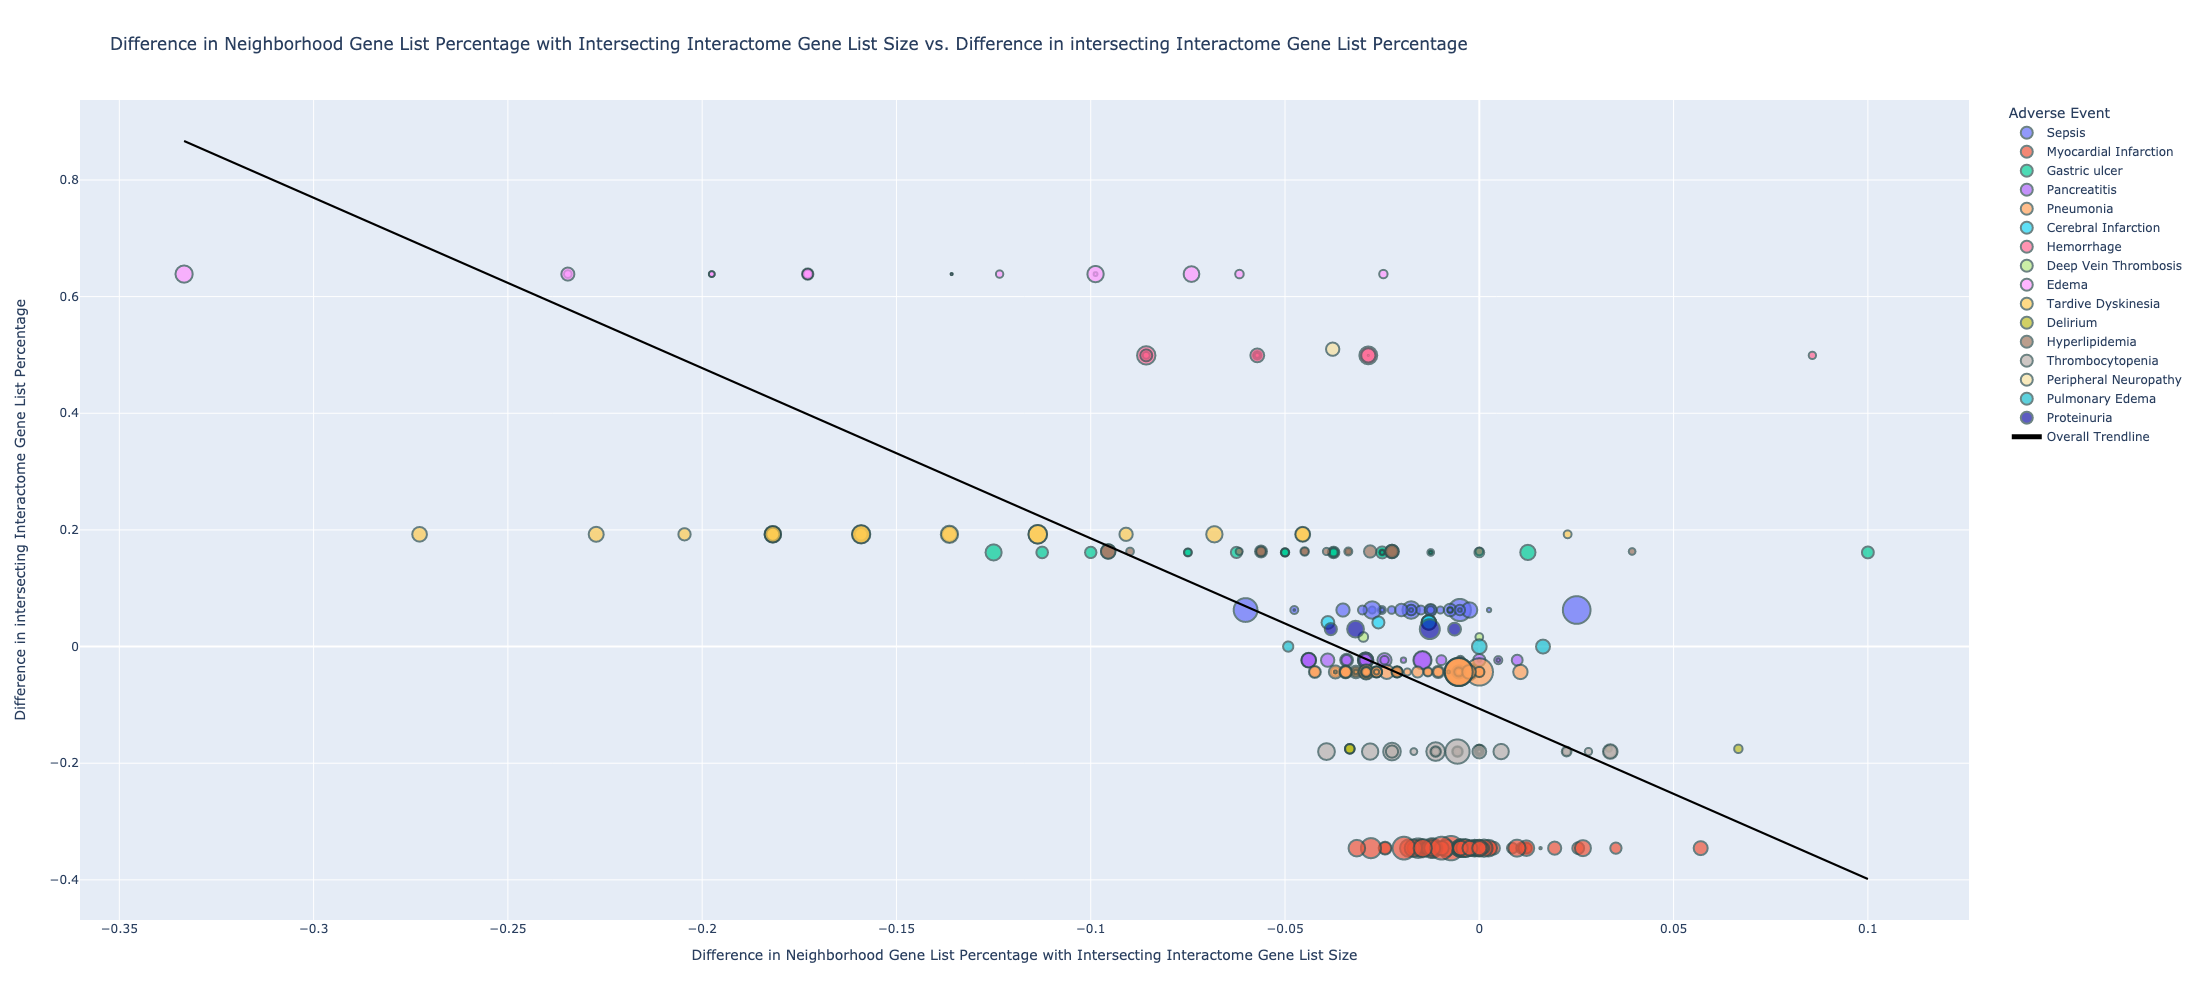 Difference in Neighborhood Gene List Percentage with Intersecting Interactome Gene List Size vs. Difference in intersecting Interactome Gene List Percentage
Difference in intersecting Interactome Gene List Percentage
0.8
0.6
0.4
0.2
0
−0.2
−0.4
−0.35
−0.3
−0.25
−0.2
−0.15
−0.1
−0.05
0
0.05
0.1
Difference in Neighborhood Gene List Percentage with Intersecting Interactome Gene List Size
Adverse Event
Sepsis
Myocardial Infarction
Gastric ulcer
Pancreatitis
Pneumonia
Cerebral Infarction
Hemorrhage
Deep Vein Thrombosis
Edema
Tardive Dyskinesia
Delirium
Hyperlipidemia
Thrombocytopenia
Peripheral Neuropathy
Pulmonary Edema
Proteinuria
Overall Trendline